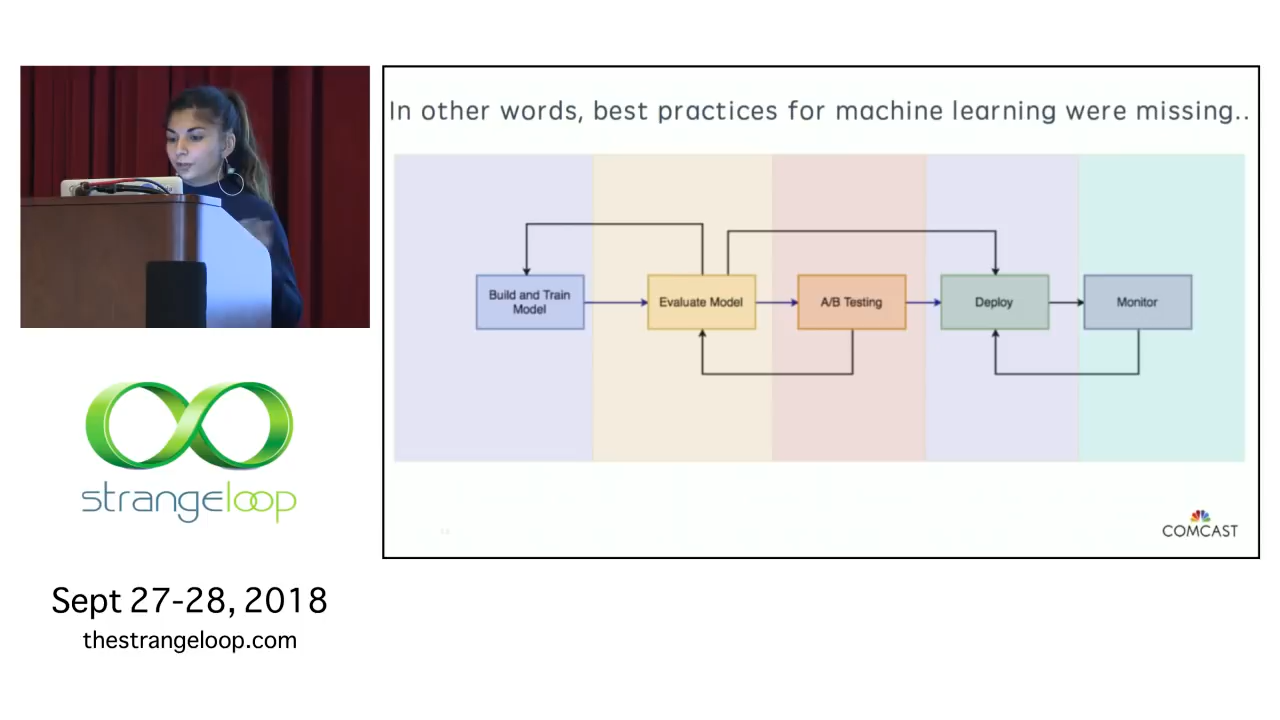 In other words, best practices for machine learning were missing..
Build and Train
Model
Evaluate Model
A/B Testing
Deploy
Monitor
COMCAST
strangeloop
Sept 27-28, 2018
thestrangeloop.com